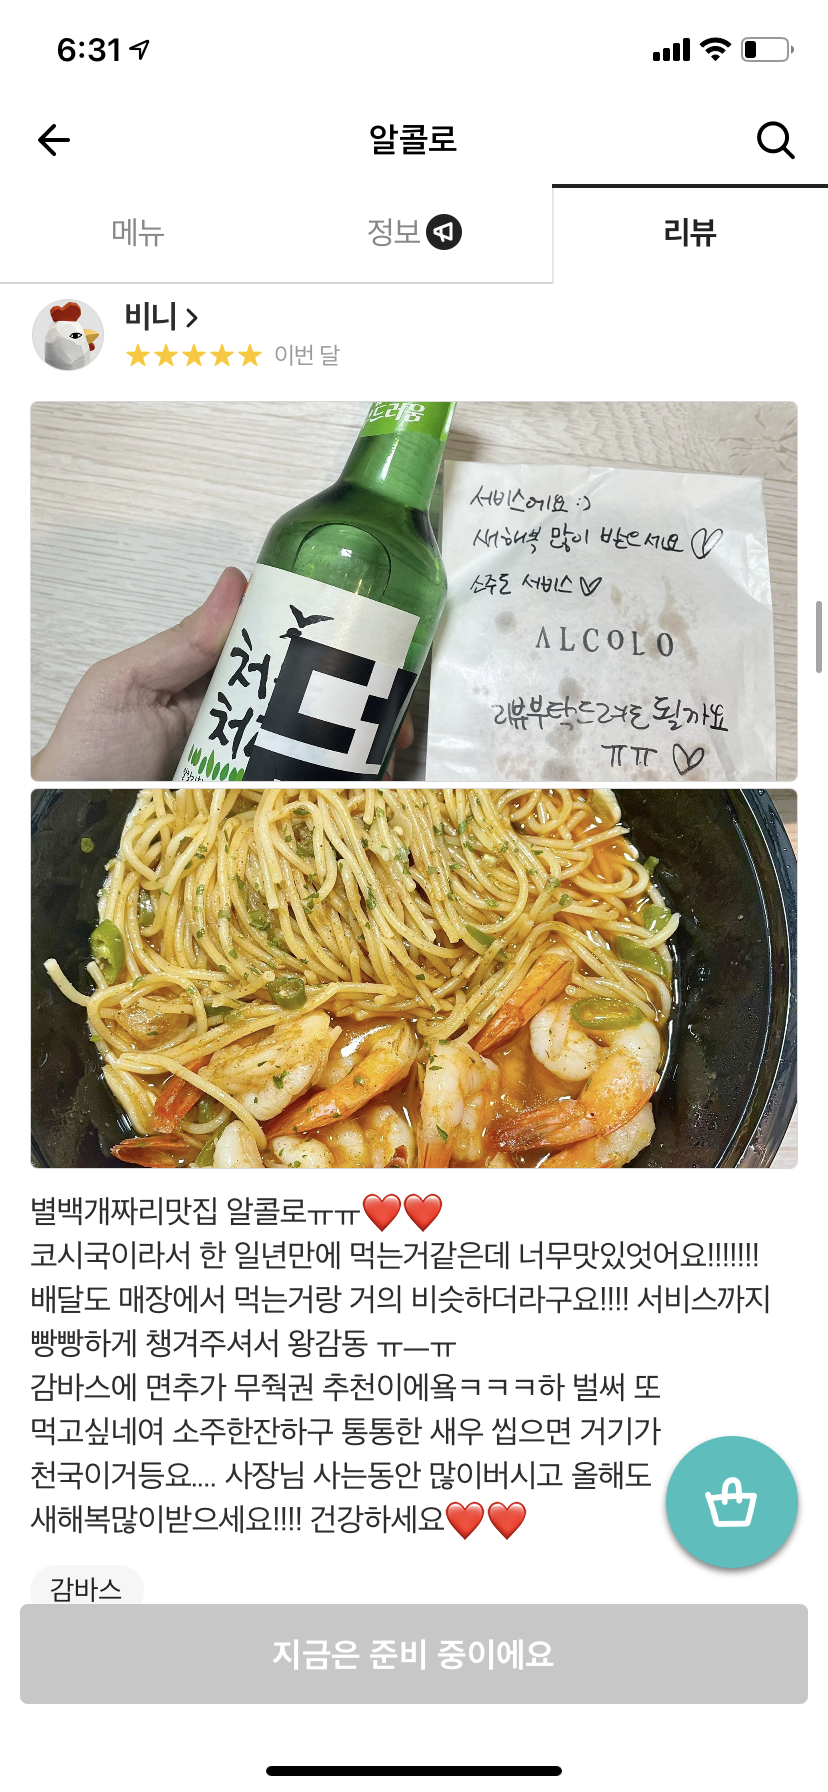 6:31
알콜로
메뉴
정보
리뷰
비니
이번 달
서비스에요 :)
새해복 많이 받으세요 ♡
소주도 서비스 ♡
ALCOLO
리뷰부탁드려도 될까요
ㅠㅠ ♡
처
처
더
별백개짜리맛집 알콜로ㅠㅠ❤️❤️
코시국이라서 한 일년만에 먹는거같은데 너무맛있엇어요!!!!!!!
배달도 매장에서 먹는거랑 거의 비슷하더라구요!!!! 서비스까지
빵빵하게 챙겨주셔서 왕감동 ㅠㅡㅠ
감바스에 면추가 무줙권 추천이에욬ㅋㅋㅋ하 벌써 또
먹고싶네여 소주한잔하구 통통한 새우 씹으면 거기가
천국이거등요.... 사장님 사는동안 많이버시고 올해도
새해복많이받으세요!!!! 건강하세요❤️❤️
감바스
지금은 준비 중이에요